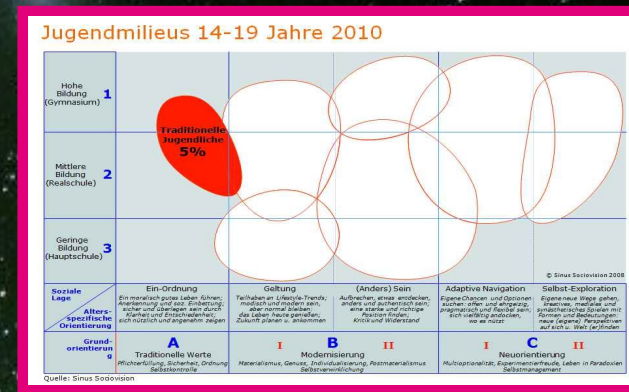 Jugendmilieus 14-19 Jahre 2010
Hohe
Bildung
(Gymnasium)
1
Traditionelle
Jugendliche
5%
Mittlere
Bildung
(Realschule)
2
Geringe
Bildung
(Hauptschule)
3
© Sinus Sociovision 2008
Soziale
Lage
Alters-
spezifische
Orientierung
Ein-Ordnung
Ein moralisch gutes Leben führen;
Anerkennung und soz. Einbettung;
sicher und überlegen sein durch
Klarheit und Entschiedenheit;
sich nützlich und angenehm zeigen
Geltung
Teilhaben an Lifestyle-Trends;
modisch und modern sein,
aber normal bleiben;
das Leben heute genießen;
Zukunft planen u. ankommen
(Anders) Sein
Aufbrechen, etwas entdecken,
anders und authentisch sein;
eine starke und richtige
Position finden;
Kritik und Widerstand
Adaptive Navigation
Eigene Chancen und Optionen
suchen: offen und ehrgeizig,
pragmatisch und flexibel sein;
sich vielfältig andocken,
wo es nützt
Selbst-Exploration
Eigene neue Wege gehen,
kreatives, mediales und
synästhetisches Spielen mit
Formen und Bedeutungen:
neue (eigene) Perspektiven
auf sich u. Welt (er)finden
Grund-
orientierun
g
A
Traditionelle Werte
Pflichterfüllung, Sicherheit, Ordnung
Selbstkontrolle
I B II
Modernisierung
Materialismus, Genuss, Individualisierung, Postmaterialismus
Selbstverwirklichung
I C II
Neuorientierung
Multioptionalität, Experimentierfreude, Leben in Paradoxien
Selbstmanagement
Quelle: Sinus Sociovision